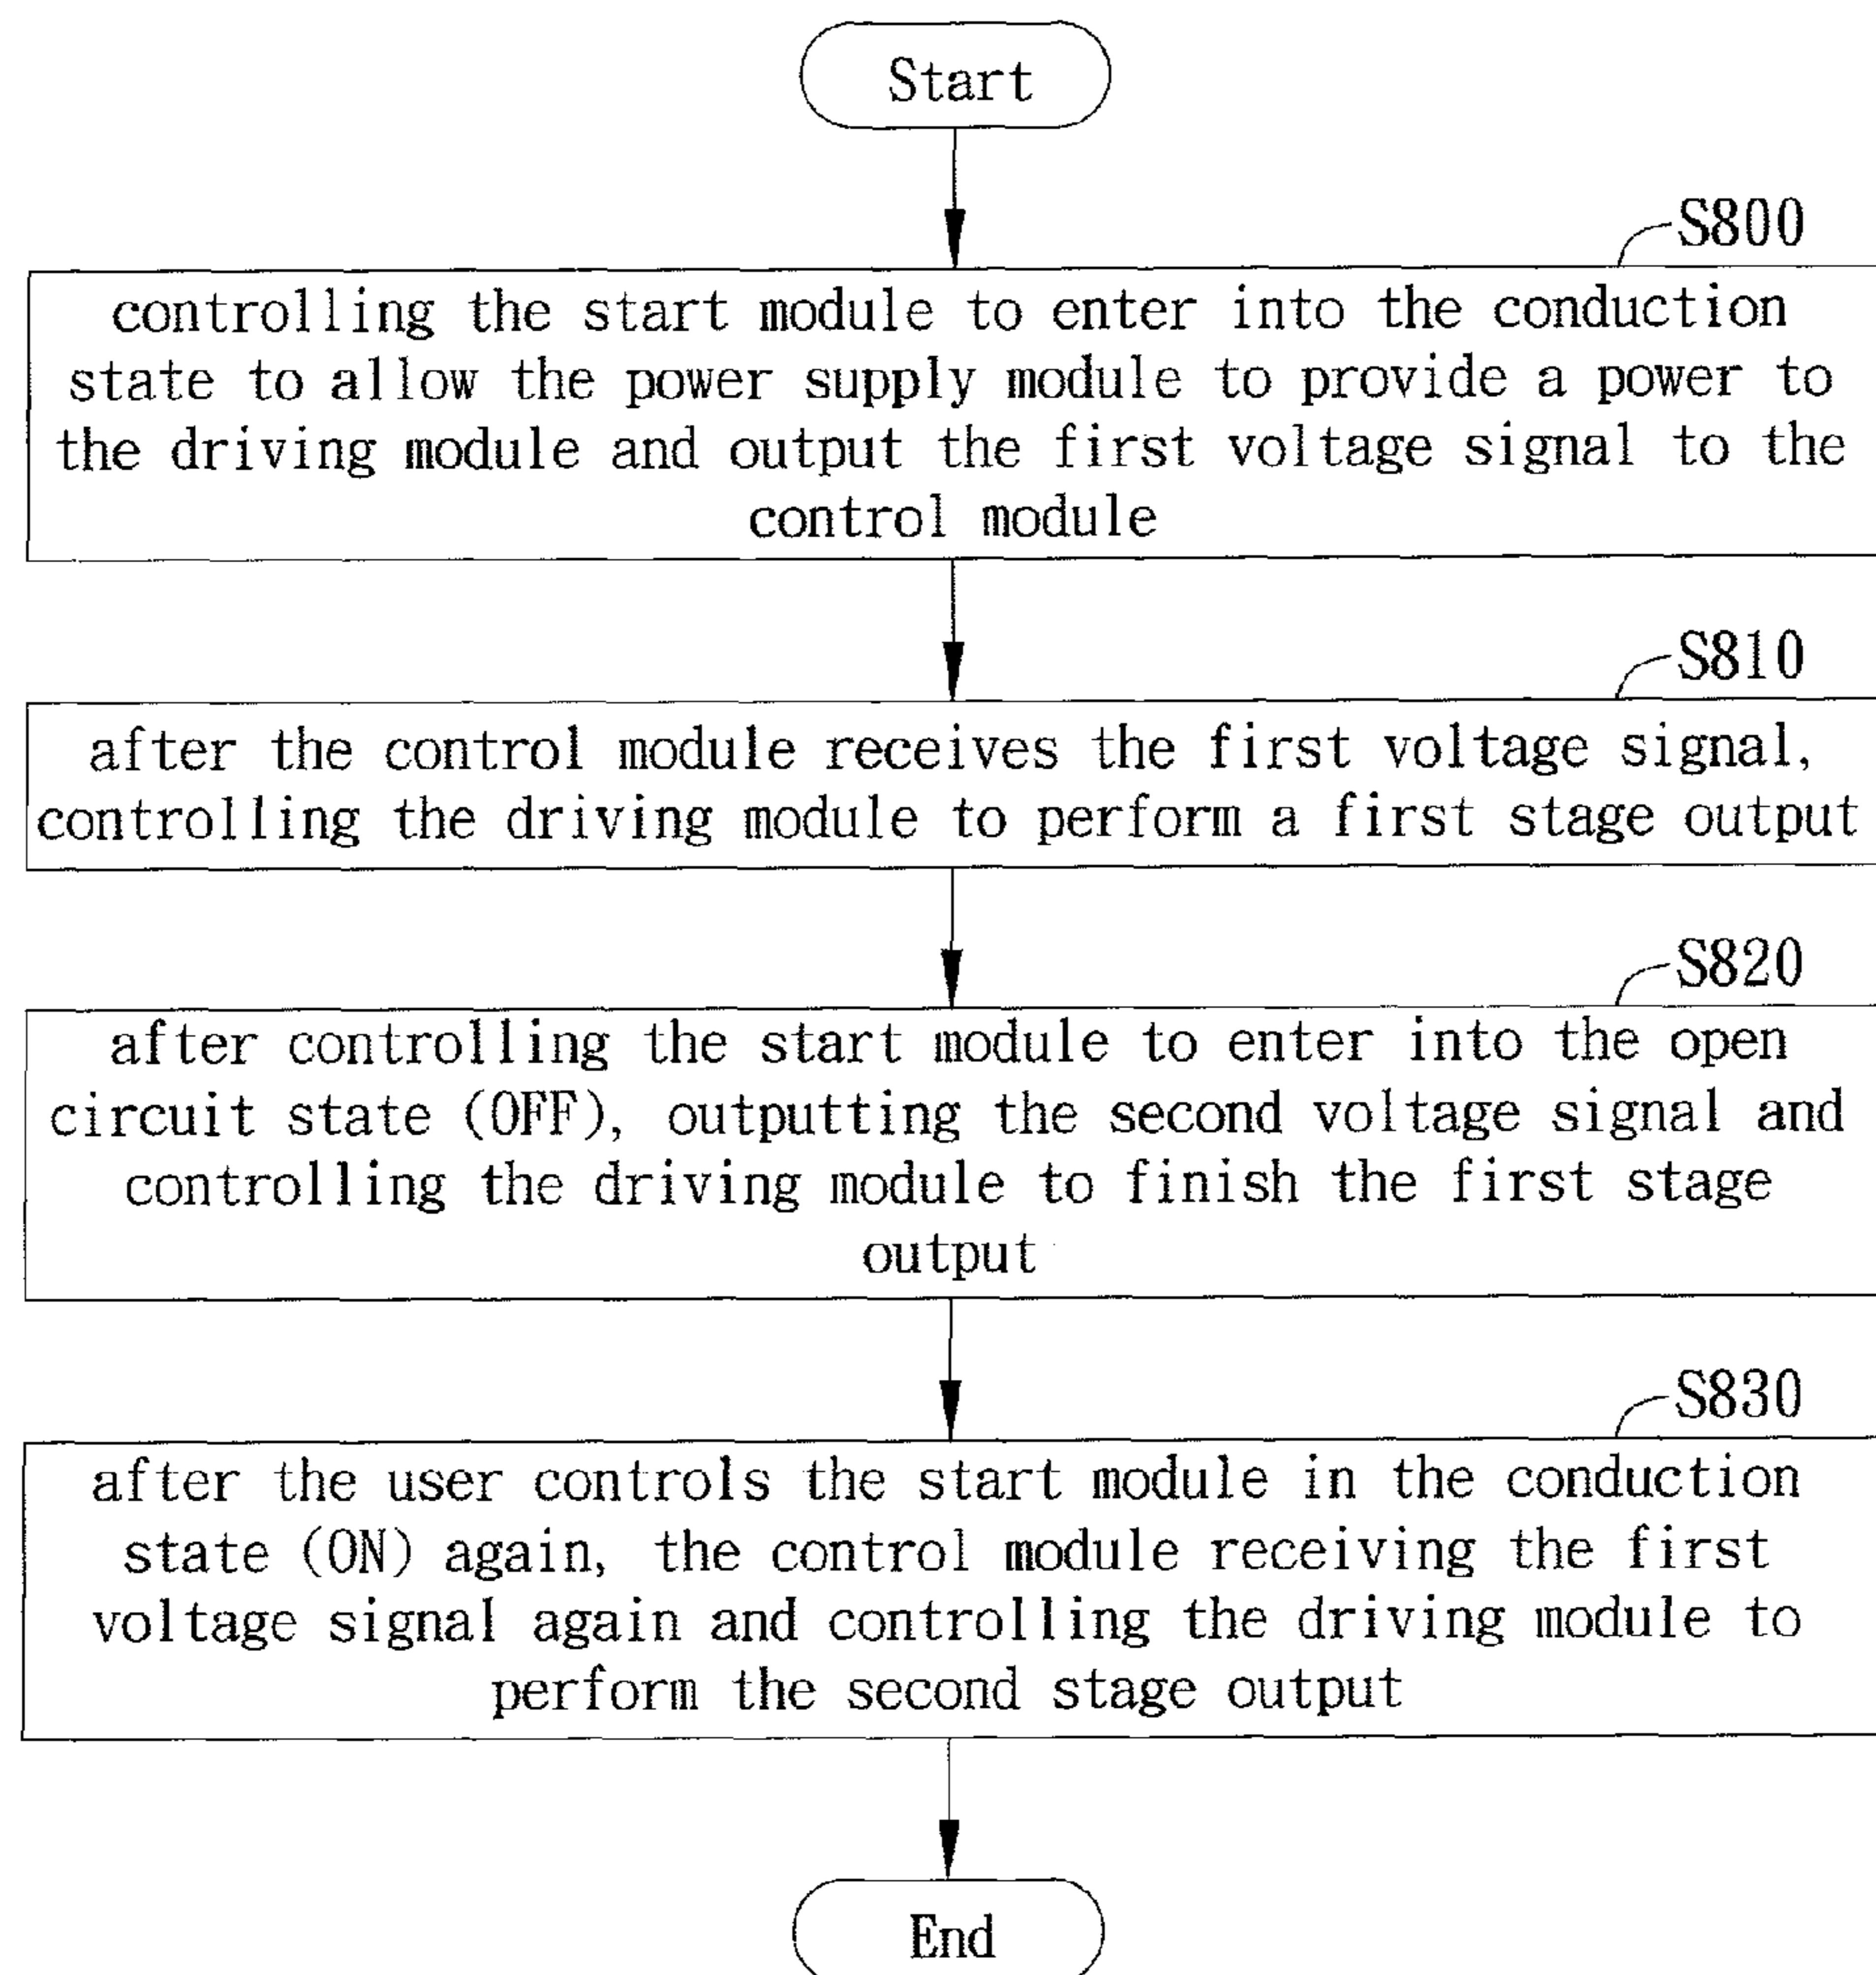 Start
S800
controlling the start module to enter into the conduction
state to allow the power supply module to provide a power to
the driving module and output the first voltage signal to the
control module
S810
after the control module receives the first voltage signal,
controlling the driving module to perform a first stage output
S820
after controlling the start module to enter into the open
circuit state (OFF), outputting the second voltage signal and
controlling the driving module to finish the first stage
output
S830
after the user controls the start module in the conduction
state (ON) again, the control module receiving the first
voltage signal again and controlling the driving module to
perform the second stage output
End